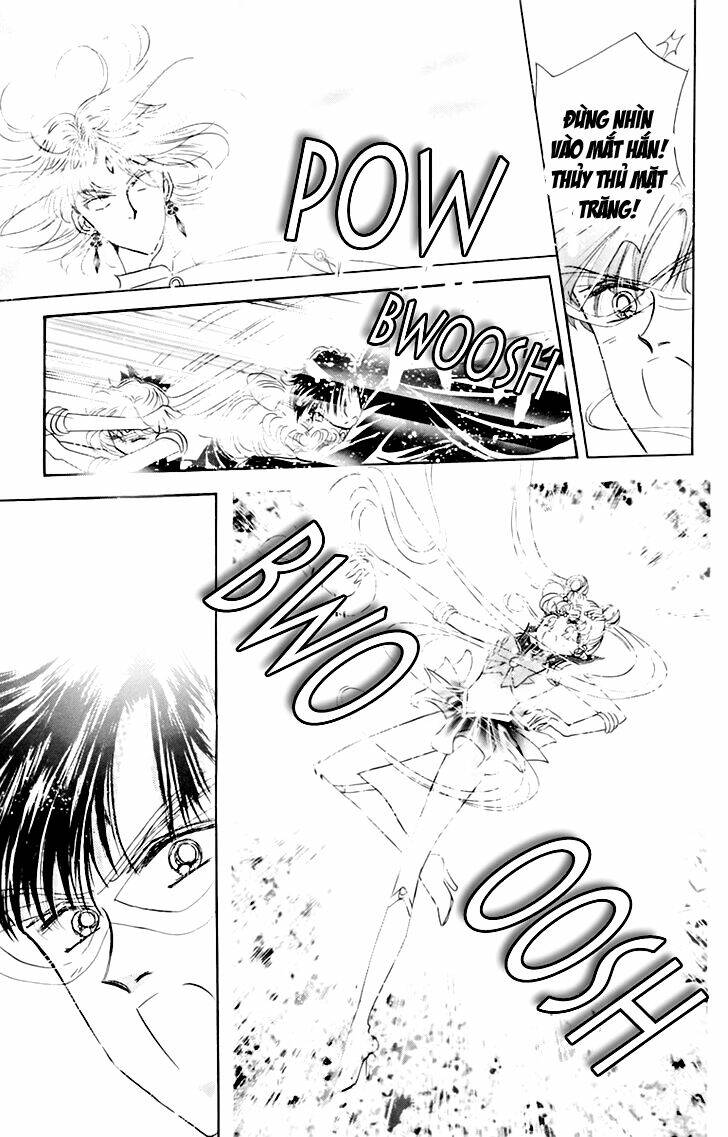 ĐỪNG NHÌN
VÀO MẮT HẮN!
THỦY THỦ MẶT
TRĂNG!
POW
BWOOSH
BWO
OOSH